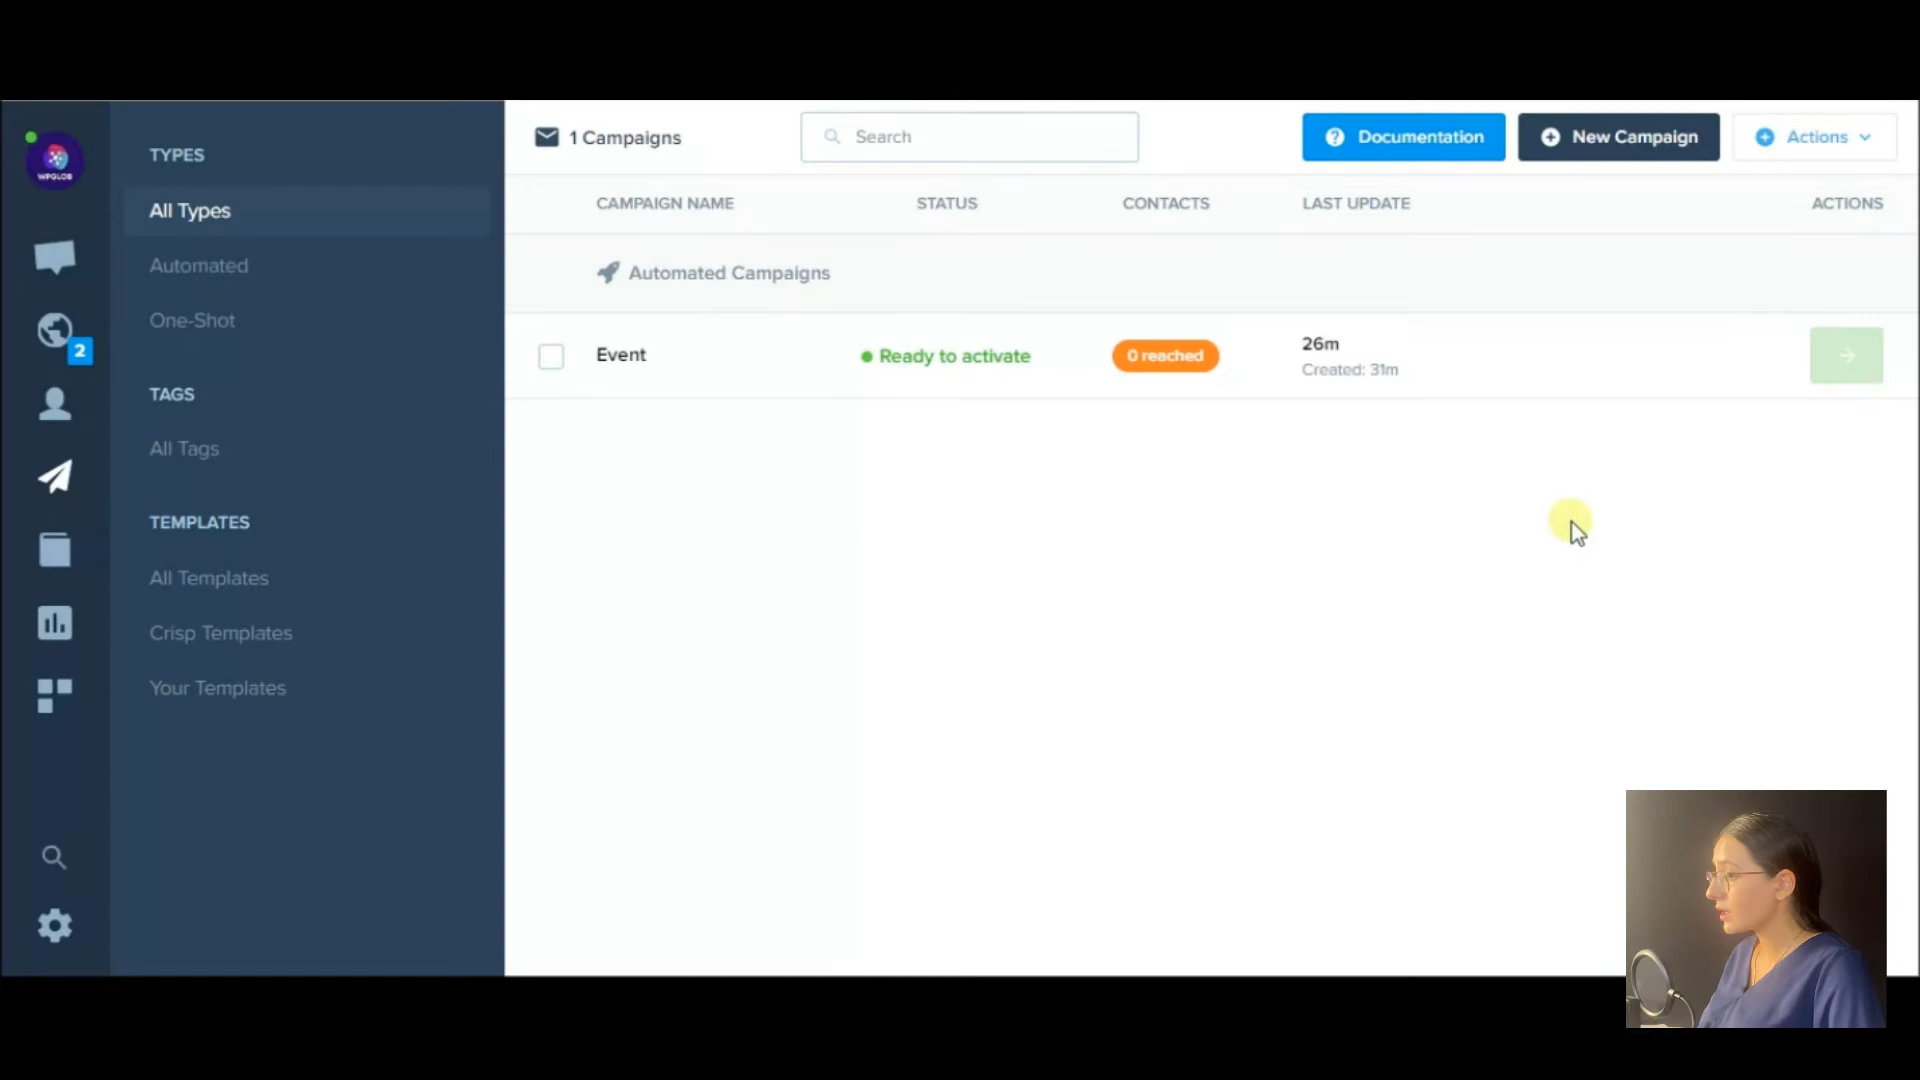 WPGLOB
2
TYPES
All Types
Automated
One-Shot
TAGS
All Tags
TEMPLATES
All Templates
Crisp Templates
Your Templates
1 Campaigns
Search
Documentation
New Campaign
Actions
CAMPAIGN NAME STATUS CONTACTS LAST UPDATE ACTIONS
Automated Campaigns
Event Ready to activate 0 reached 26m
Created: 31m